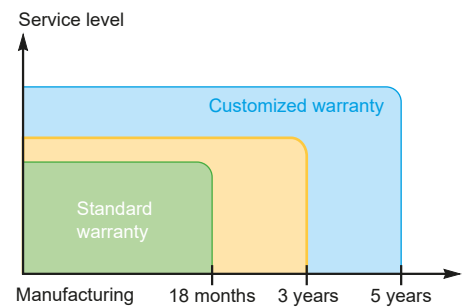 Service level
Customized warranty
Standard
warranty
Manufacturing 18 months 3 years 5 years